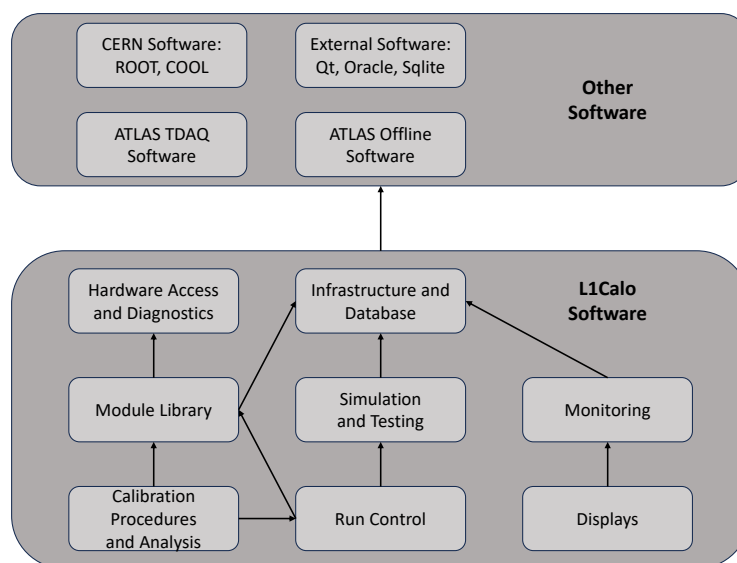 CERN Software:
ROOT, COOL
External Software:
Qt, Oracle, Sqlite
Other
Software
ATLAS TDAQ
Software
ATLAS Offline
Software
L1Calo
Software
Hardware Access
and Diagnostics
Infrastructure and
Database
Module Library
Simulation
and Testing
Monitoring
Calibration
Procedures
and Analysis
Run Control
Displays